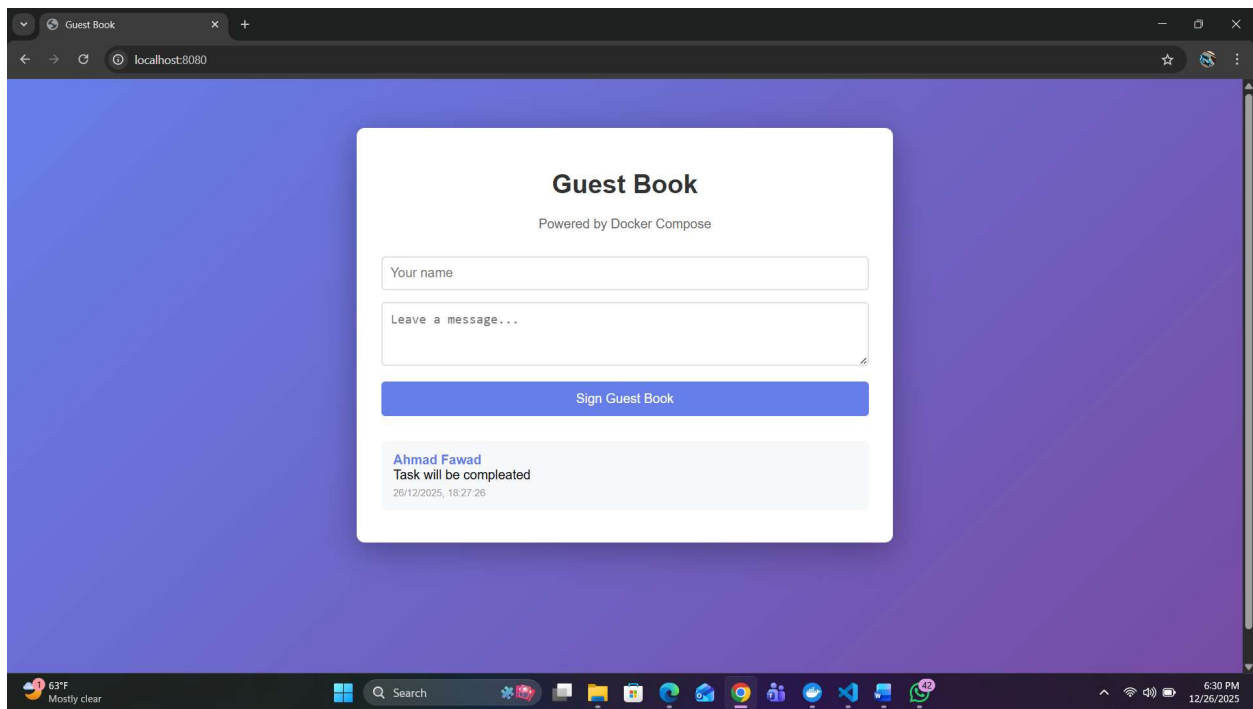 Guest Book
localhost:8080
Guest Book
Powered by Docker Compose
Your name
Leave a message...
Sign Guest Book
Ahmad Fawad
Task will be compleated
26/12/2025, 18:27:26
1
63°F
Mostly clear
Search
42
6:30 PM
12/26/2025